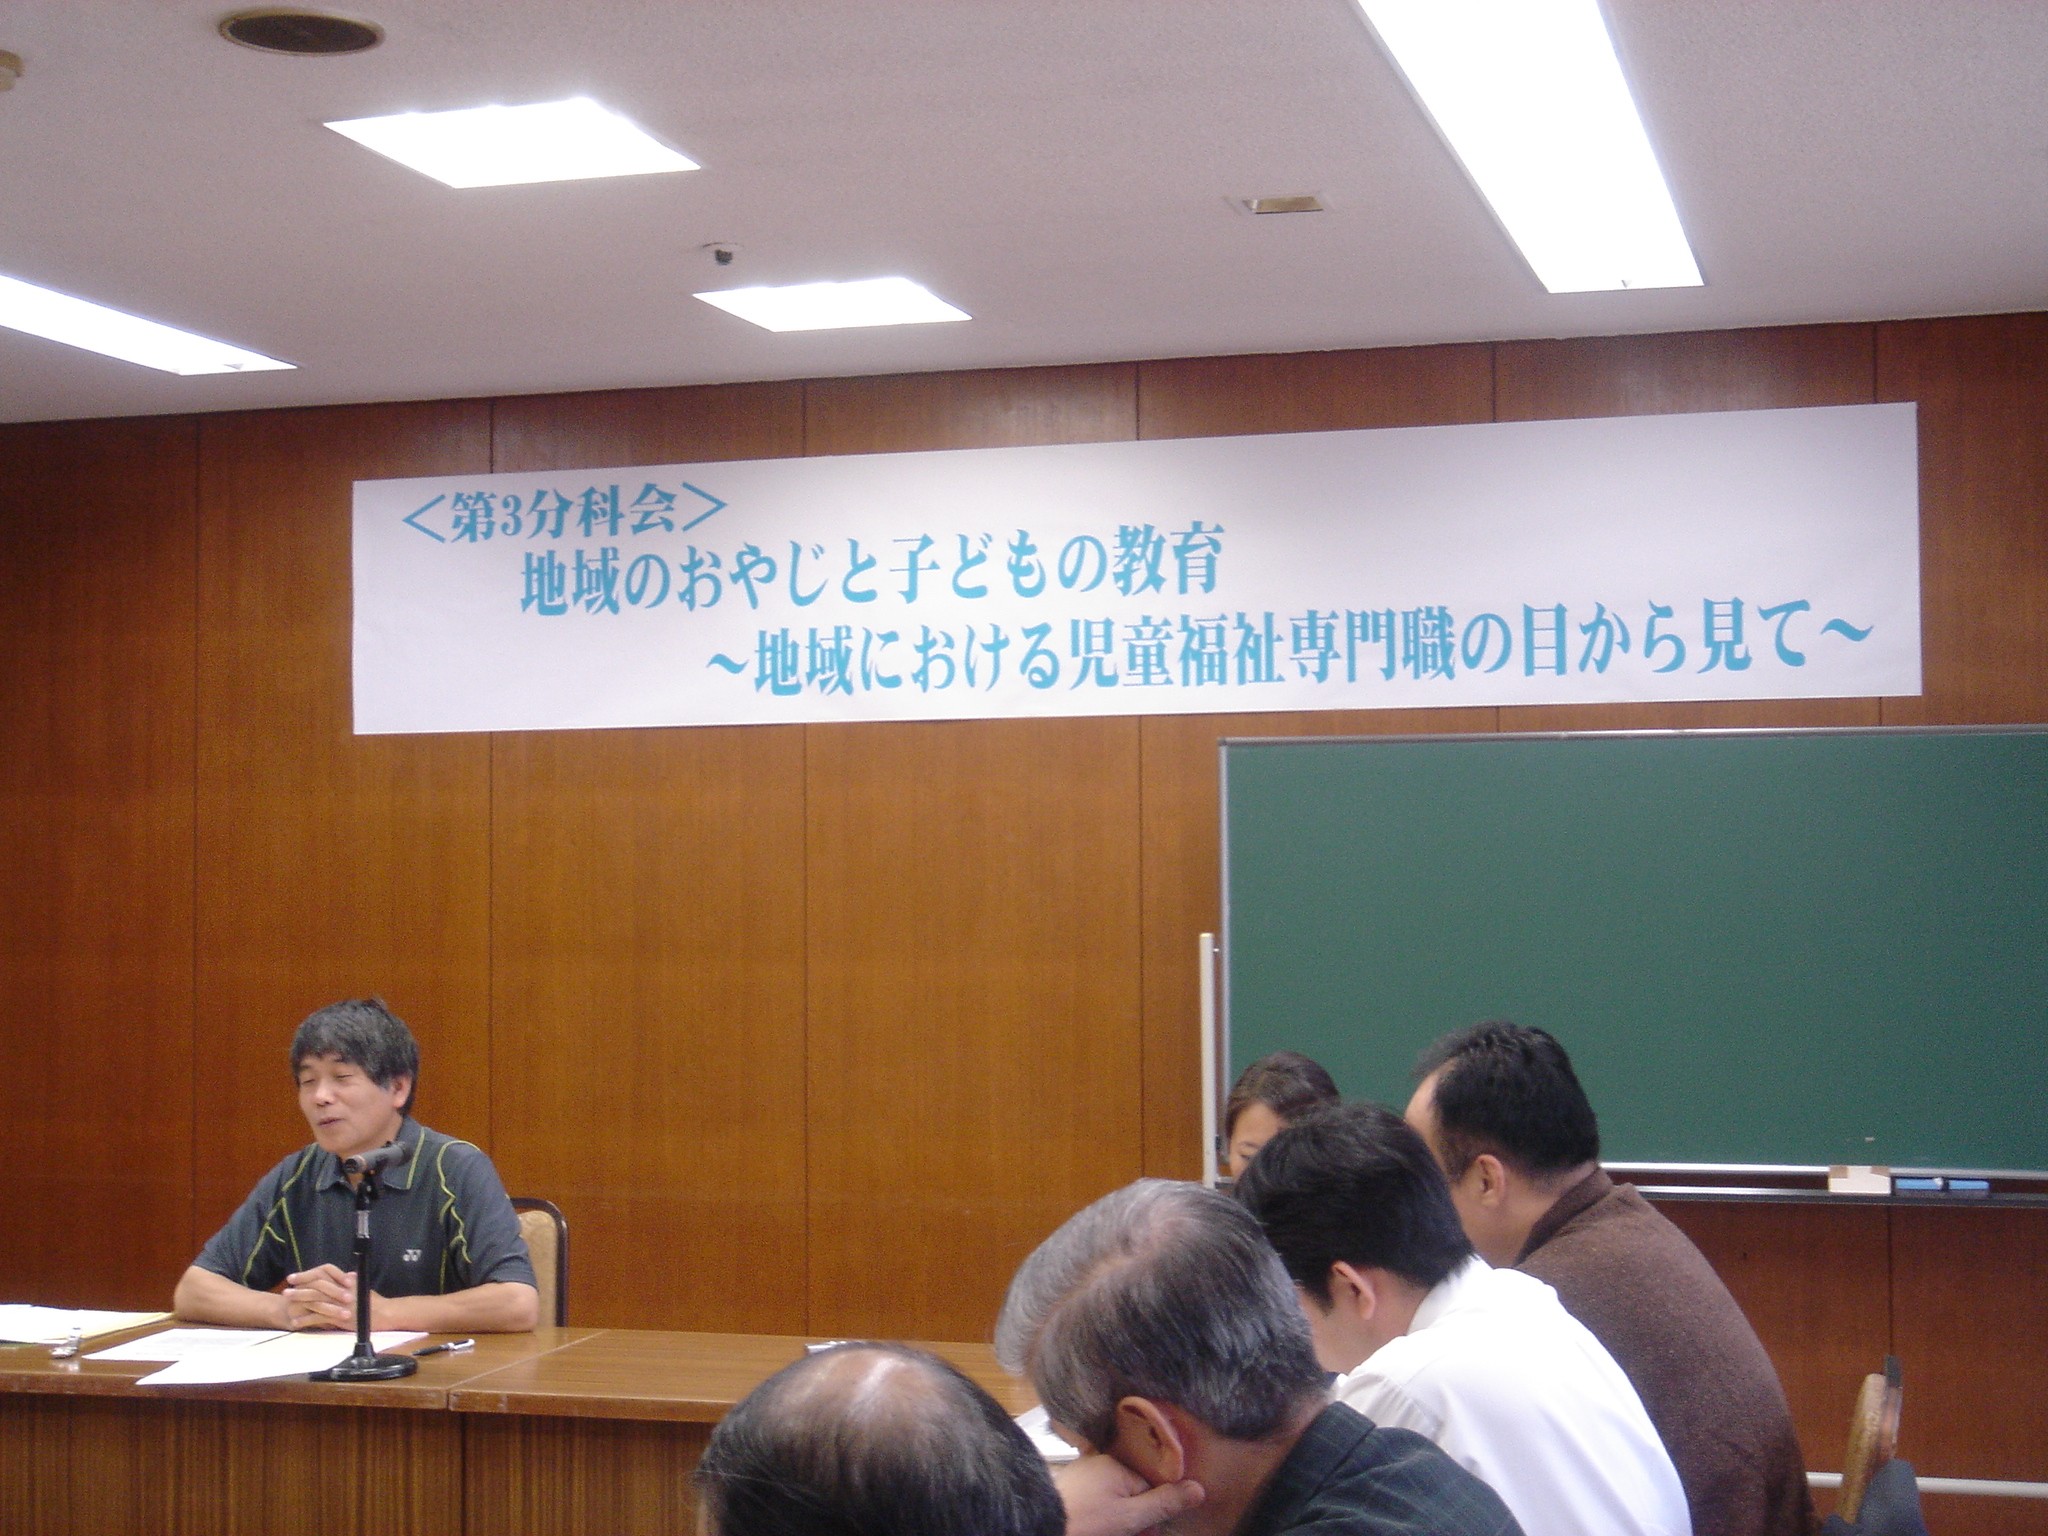 ＜第3分科会＞
地域のおやじと子どもの教育
～地域における児童福祉専門職の目から見て～